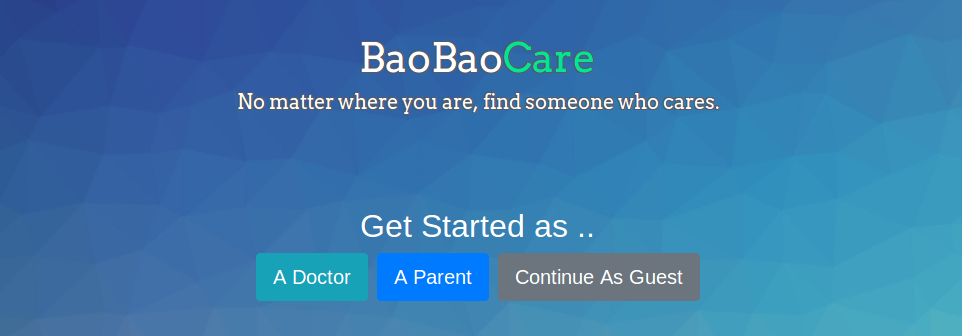 BaoBaoCare
No matter where you are, find someone who cares.
Get Started as ..
A Doctor A Parent Continue As Guest